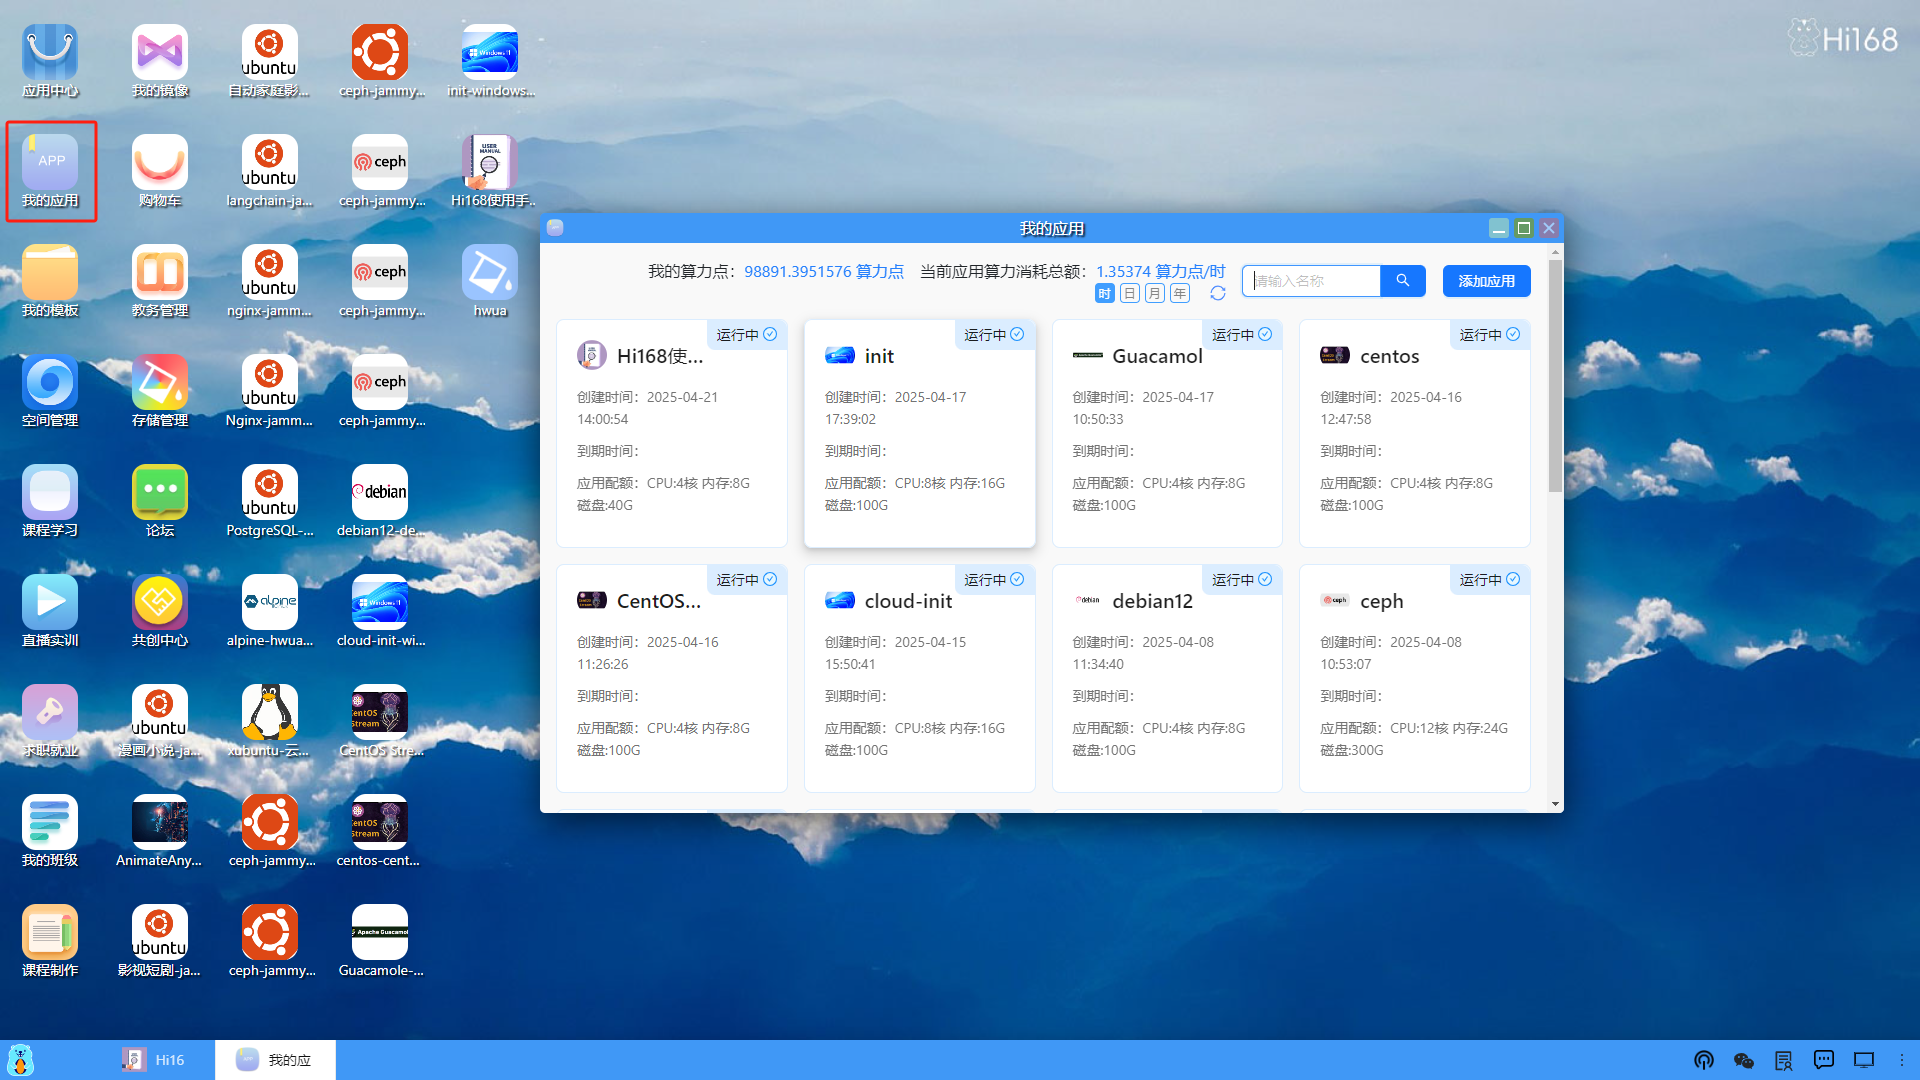 Hi168
应用中心
我的镜像
ubuntu
自动家庭影...
ceph-jammy...
Windows 11
init-windows...
APP
我的应用
购物车
ubuntu
langchain-ja...
ceph
ceph-jammy...
USER
MANUAL
Hi168使用手..
我的模板
教务管理
ubuntu
nginx-jamm...
ceph
ceph-jammy...
hwua
空间管理
存储管理
ubuntu
Nginx-jamm...
ceph
ceph-jammy...
课程学习
论坛
ubuntu
PostgreSQL-...
debian
debian12-de...
直播实训
共创中心
alpine
alpine-hwua...
Windows 11
cloud-init-wi...
求职就业
ubuntu
漫画小说-ja...
xubuntu-云...
CentOS
Stream
CentOS Stre...
我的班级
AnimateAny...
ceph-jammy...
CentOS
Stream
centos-cent...
课程制作
ubuntu
影视短剧-ja...
ceph-jammy...
Apache Guacamol
Guacamole-...
我的应用
我的算力点：98891.3951576 算力点 当前应用算力消耗总额：1.35374 算力点/时
时 日 月 年
请输入名称
添加应用
运行中
Hi168使...
创建时间：2025-04-21
14:00:54
到期时间：
应用配额：CPU:4核 内存:8G
磁盘:40G
运行中
init
创建时间：2025-04-17
17:39:02
到期时间：
应用配额：CPU:8核 内存:16G
磁盘:100G
运行中
Guacamol
创建时间：2025-04-17
10:50:33
到期时间：
应用配额：CPU:4核 内存:8G
磁盘:100G
运行中
centos
创建时间：2025-04-16
12:47:58
到期时间：
应用配额：CPU:4核 内存:8G
磁盘:100G
运行中
CentOS...
创建时间：2025-04-16
11:26:26
到期时间：
应用配额：CPU:4核 内存:8G
磁盘:100G
运行中
cloud-init
创建时间：2025-04-15
15:50:41
到期时间：
应用配额：CPU:8核 内存:16G
磁盘:100G
运行中
debian
debian12
创建时间：2025-04-08
11:34:40
到期时间：
应用配额：CPU:4核 内存:8G
磁盘:100G
运行中
ceph
ceph
创建时间：2025-04-08
10:53:07
到期时间：
应用配额：CPU:12核 内存:24G
磁盘:300G
Hi16
我的应